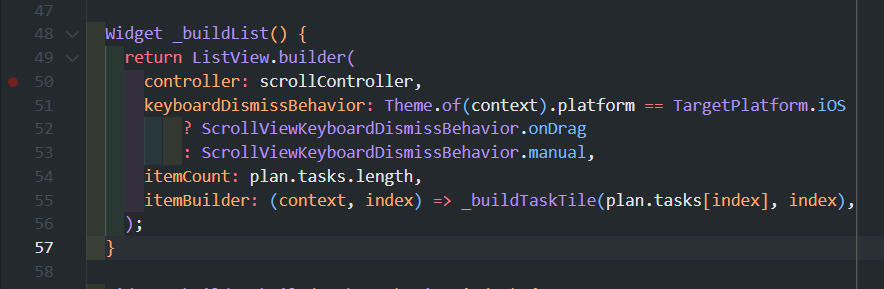 47
48 Widget _buildList() {
49 return ListView.builder(
50 controller: scrollController,
51 keyboardDismissBehavior: Theme.of(context).platform == TargetPlatform.iOS
52 ? ScrollViewKeyboardDismissBehavior.onDrag
53 : ScrollViewKeyboardDismissBehavior.manual,
54 itemCount: plan.tasks.length,
55 itemBuilder: (context, index) => _buildTaskTile(plan.tasks[index], index),
56 );
57 }
58